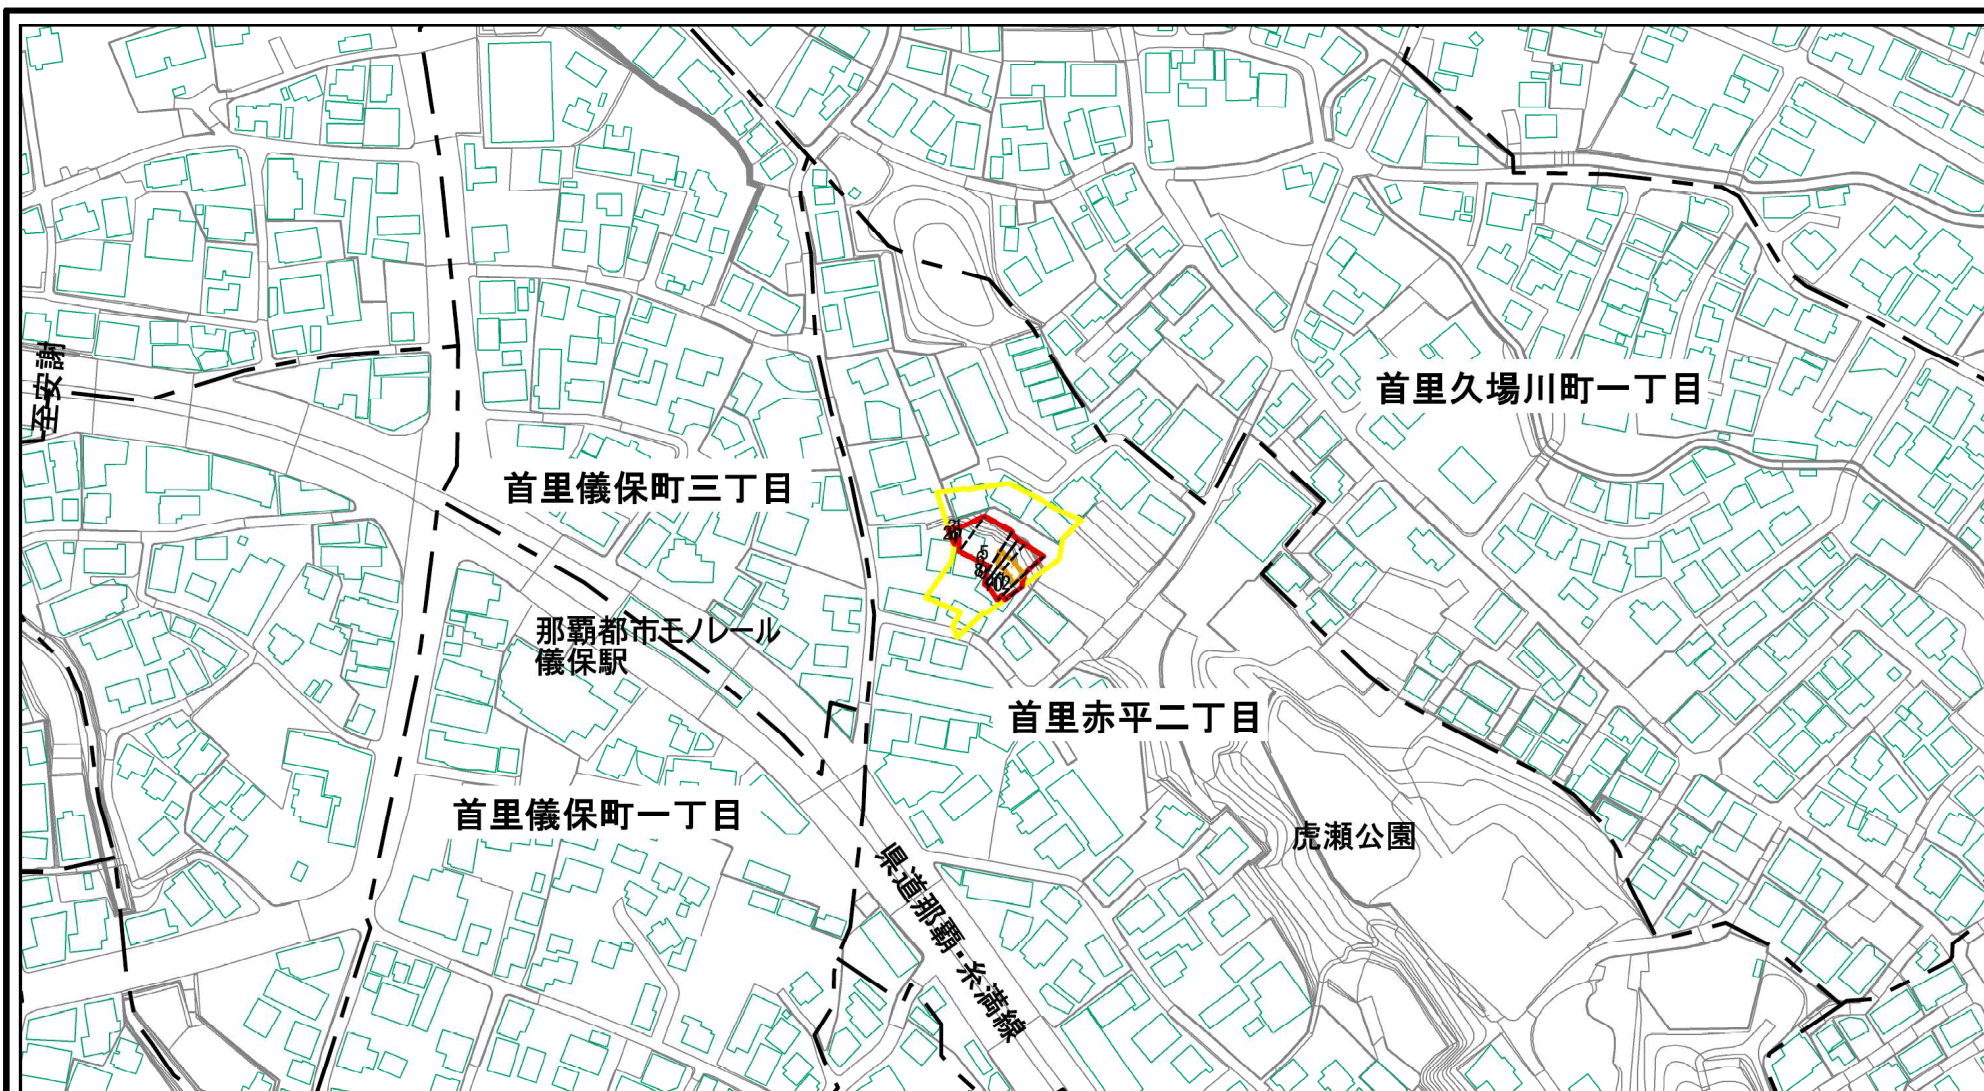 首里久場川町一丁目
至安謝
首里儀保町三丁目
那覇都市モノレール
儀保駅
首里赤平二丁目
首里儀保町一丁目
虎瀬公園
県道那覇・糸満線